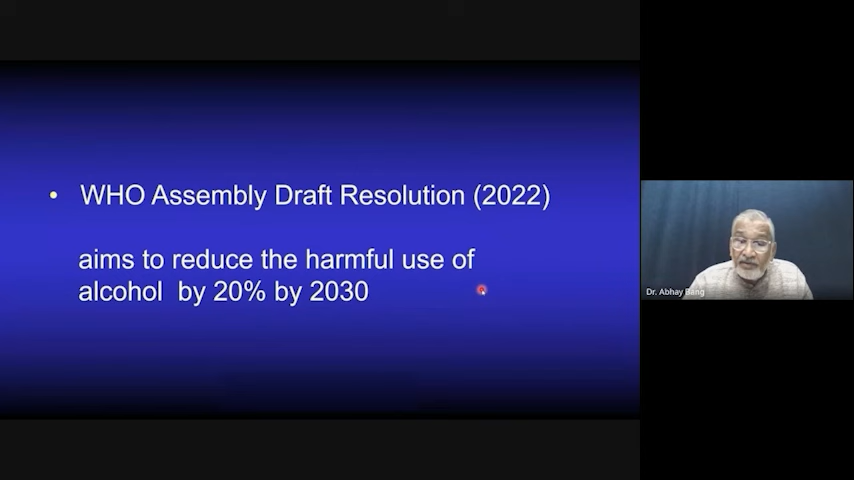 • WHO Assembly Draft Resolution (2022)
aims to reduce the harmful use of
alcohol by 20% by 2030
Dr. Abhay Bang